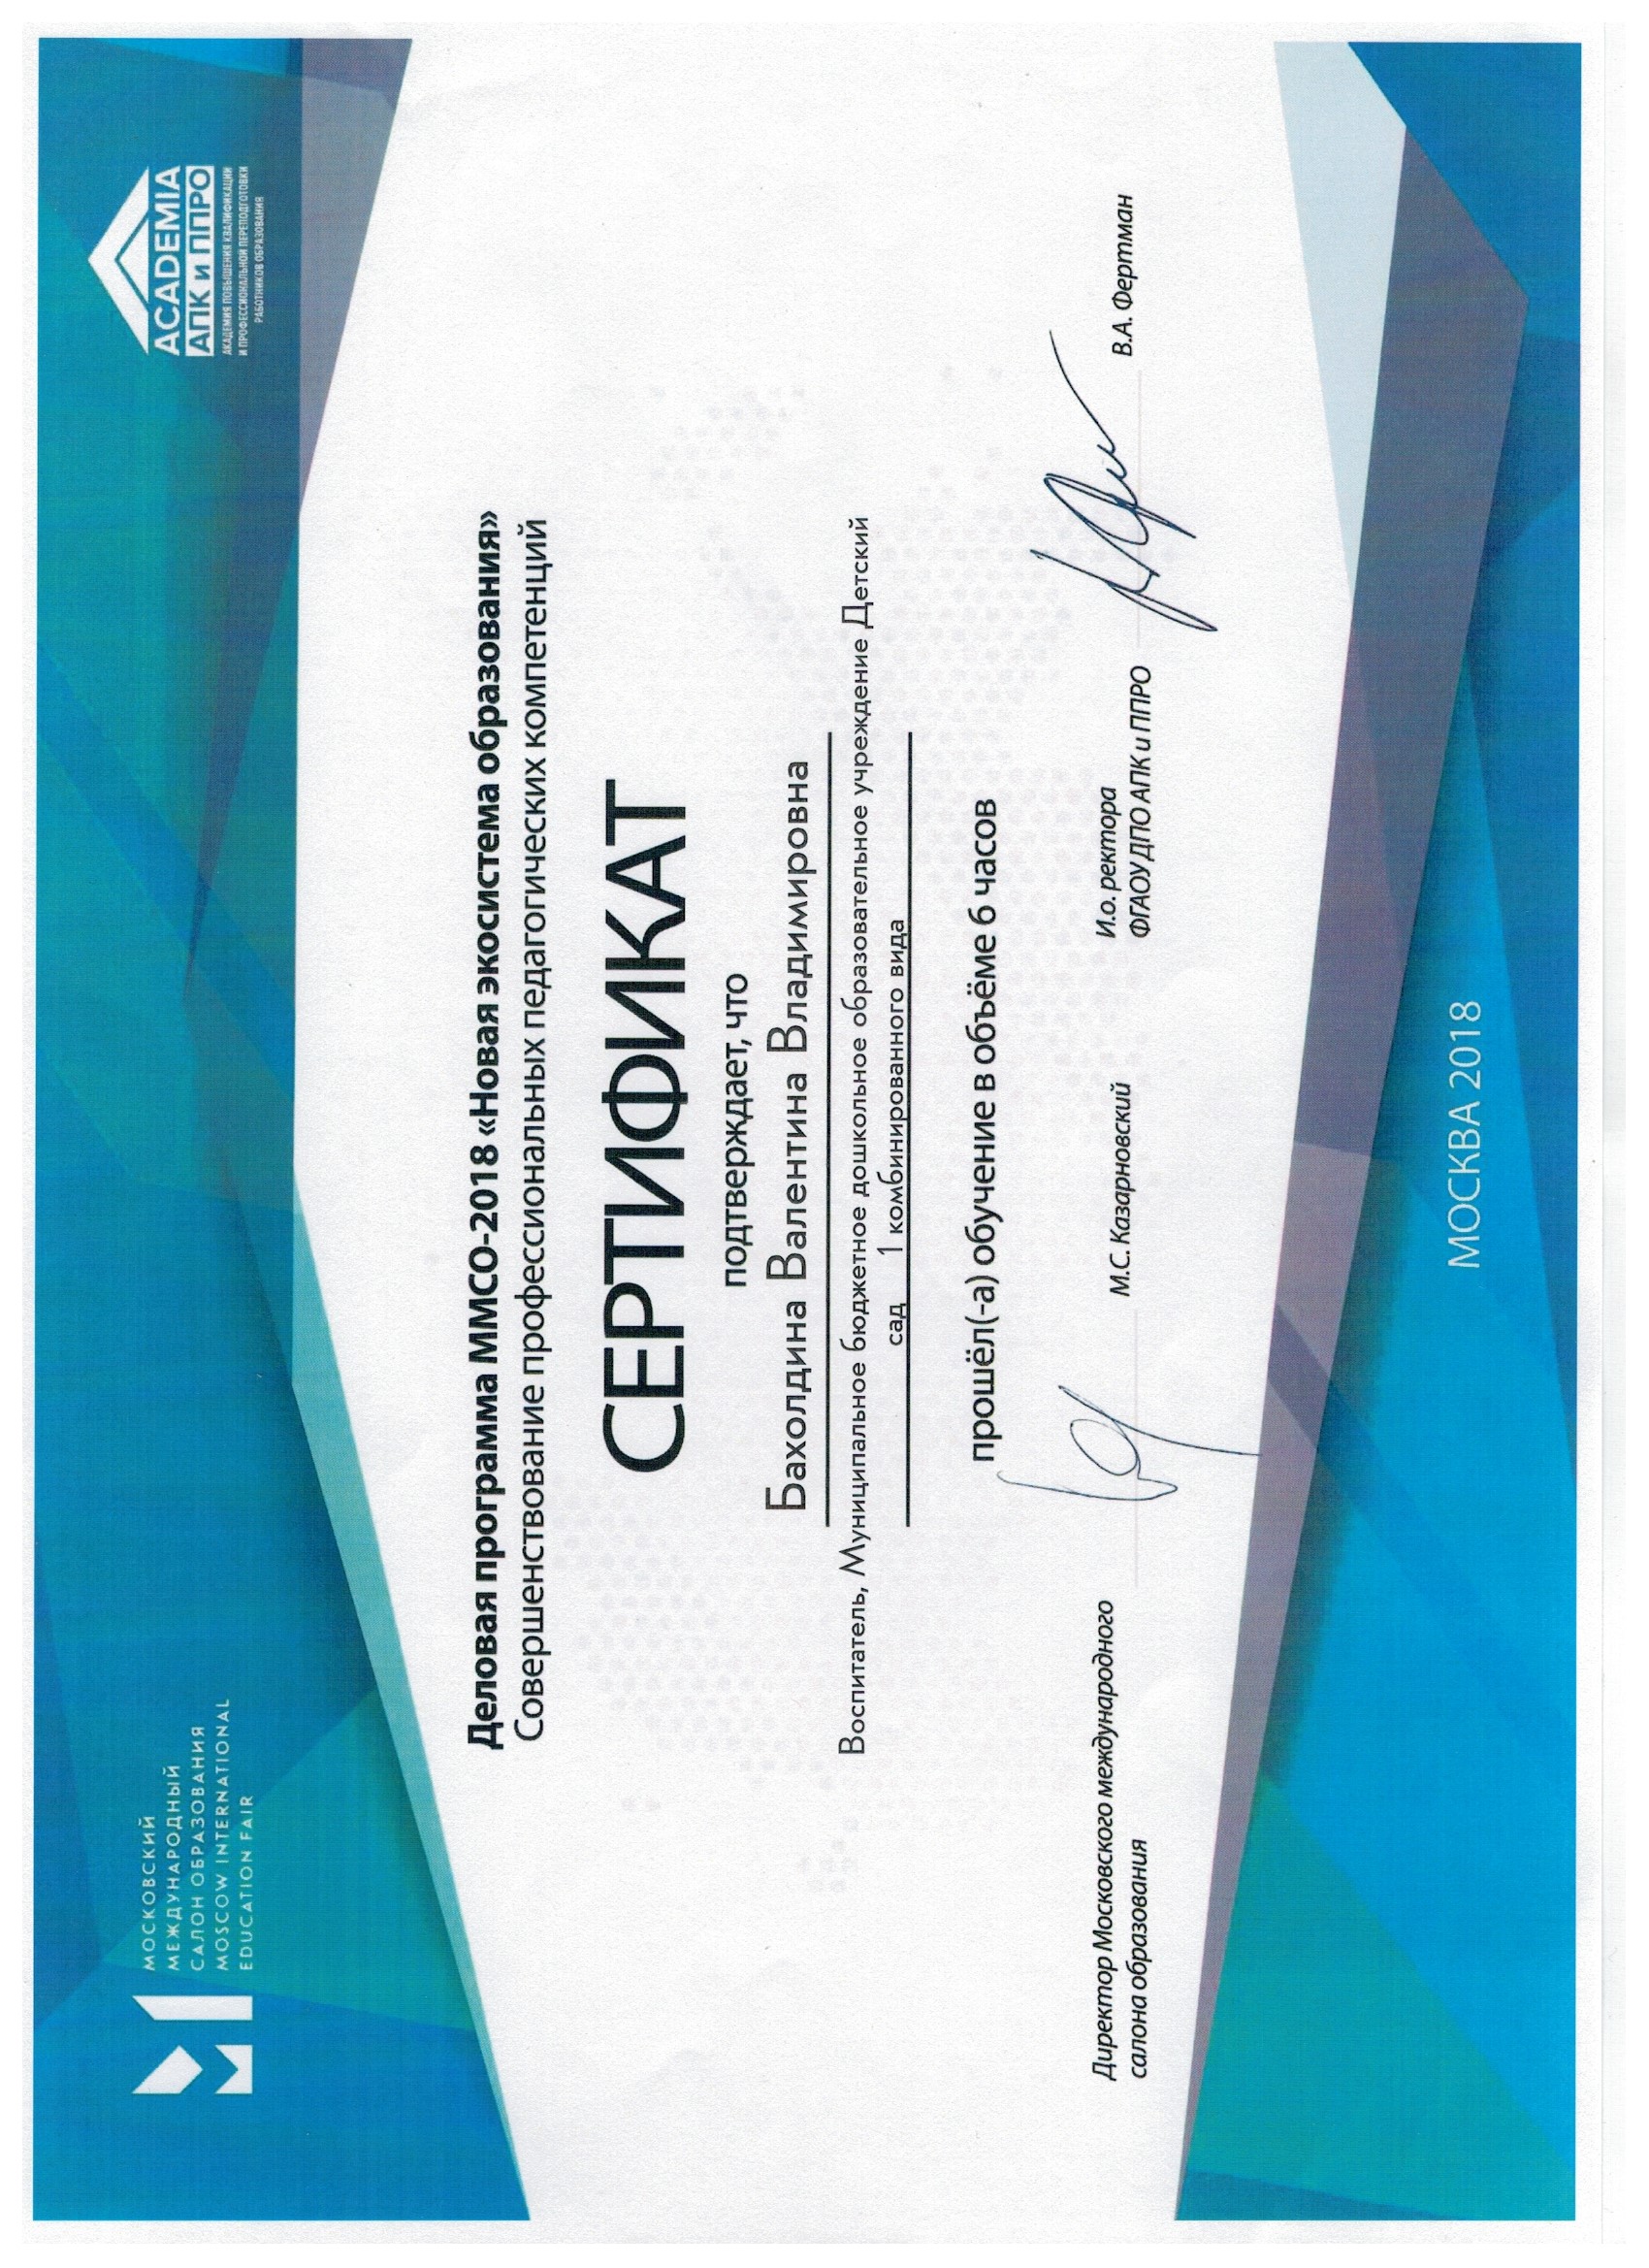 МОСКОВСКИЙ
МЕЖДУНАРОДНЫЙ
САЛОН ОБРАЗОВАНИЯ
MOSCOW INTERNATIONAL
EDUCATION FAIR
ACADEMIA
АПК и ППРО
АКАДЕМИЯ ПОВЫШЕНИЯ КВАЛИФИКАЦИИ
И ПРОФЕССИОНАЛЬНОЙ ПЕРЕПОДГОТОВКИ
РАБОТНИКОВ ОБРАЗОВАНИЯ
Деловая программа ММСО-2018 «Новая экосистема образования»
Совершенствование профессиональных педагогических компетенций
СЕРТИФИКАТ
подтверждает, что
Бахолдина Валентина Владимировна
Воспитатель, Муниципальное бюджетное дошкольное образовательное учреждение Детский
сад 1 комбинированного вида
прошёл(-а) обучение в объёме 6 часов
Директор Московского международного
салона образования
М.С. Казарновский
И.о. ректора
ФГАОУ ДПО АПК и ППРО
В.А. Фертман
МОСКВА 2018